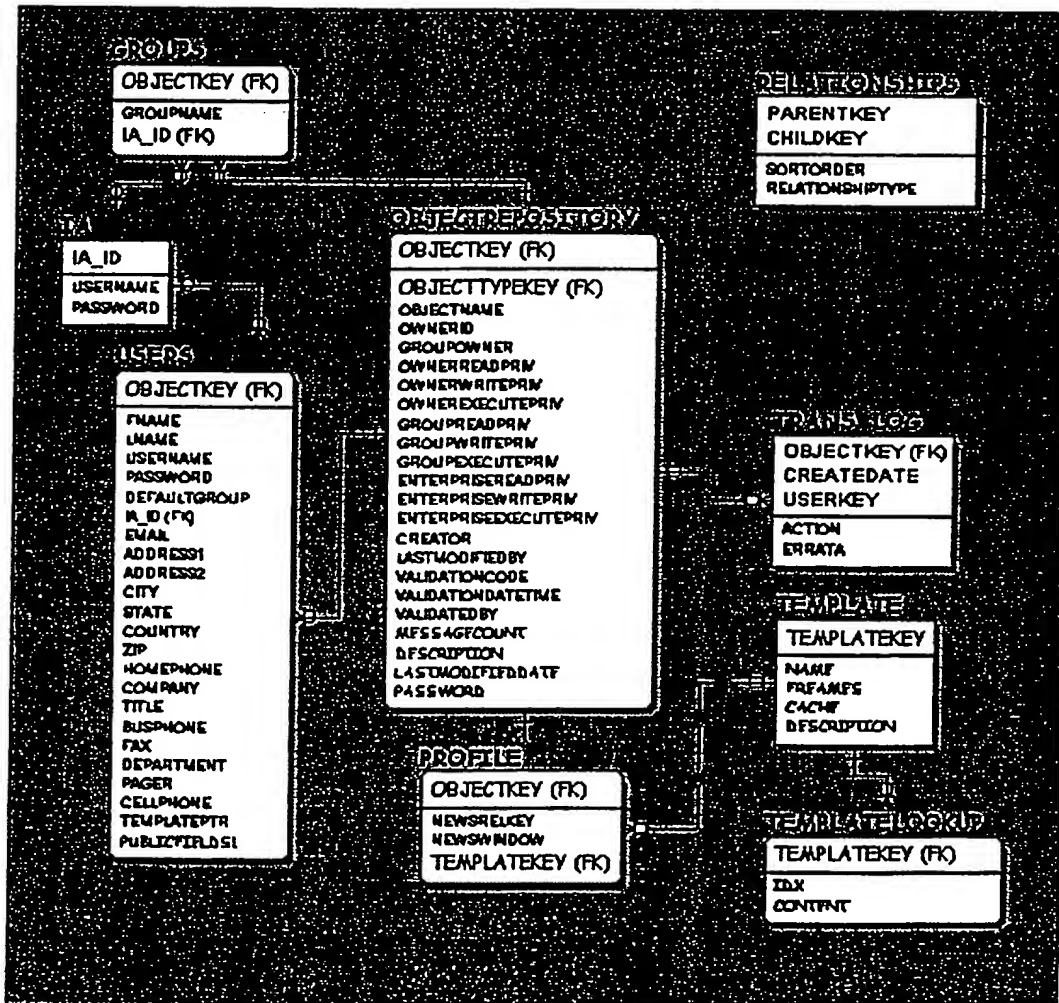 GROUPS
OBJECTKEY (FK)
GROUPNAME
IA_ID (FK)
RELATIONSHIPS
PARENTKEY
CHILDKEY
SORTORDER
RELATIONSHIPTYPE
IA
IA_ID
USERNAME
PASSWORD
OBJECTREPOSITORY
OBJECTKEY (FK)
OBJECTTYPEKEY (FK)
OBJECTNAME
OWNERID
GROUPOWNER
OWNERREADPRIV
OWNERWRITEPRIV
OWNEREXECUTEPRIV
GROUPREADPRIV
GROUPWRITEPRIV
GROUPEXECUTEPRIV
ENTERPRISEREADPRIV
ENTERPRISEWRITEPRIV
ENTERPRISEEXECUTEPRIV
CREATOR
LASTMODIFIEDBY
VALIDATIONCODE
VALIDATIONDATETIME
VALIDATEDBY
MESSAGECOUNT
DESCRIPTION
LASTMODIFIEDDATE
PASSWORD
USERS
OBJECTKEY (FK)
FNAME
LNAME
USERNAME
PASSWORD
DEFAULTGROUP
IA_ID (FK)
EMAIL
ADDRESS1
ADDRESS2
CITY
STATE
COUNTRY
ZIP
HOMEPHONE
COMPANY
TITLE
BUSPHONE
FAX
DEPARTMENT
PAGER
CELLPHONE
TEMPLATEPTR
TRANS_LOG
OBJECTKEY (FK)
CREATEDATE
USERKEY
ACTION
ERRATA
TEMPLATE
TEMPLATEKEY
NAME
CACHE
DESCRIPTION
PROFILE
OBJECTKEY (FK)
NEWSRELKEY
NEWSWINDOW
TEMPLATEKEY (FK)
TEMPLATELOOKUP
TEMPLATEKEY (FK)
IDX
CONTENT